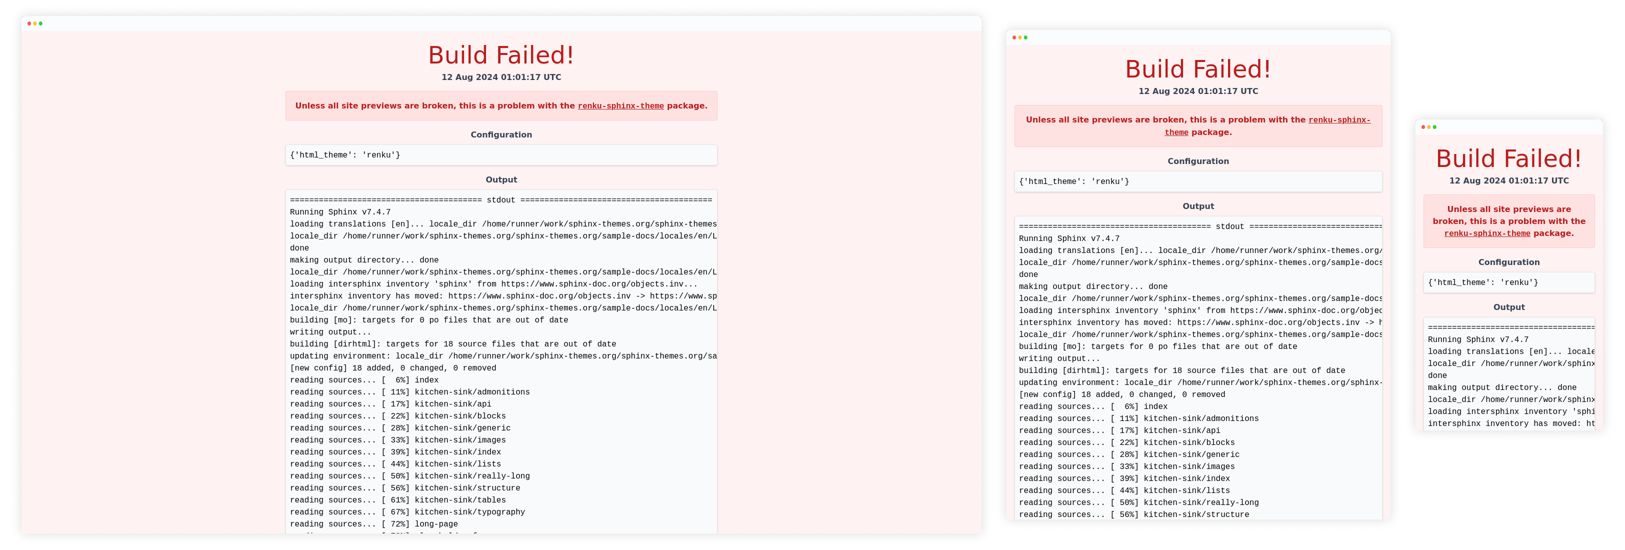 Build Failed!
12 Aug 2024 01:01:17 UTC
Unless all site previews are broken, this is a problem with the renku-sphinx-theme package.
Configuration
{'html_theme': 'renku'}
Output
======================================== stdout ========================================
Running Sphinx v7.4.7
loading translations [en]... locale_dir /home/runner/work/sphinx-themes.org/sphinx-themes
locale_dir /home/runner/work/sphinx-themes.org/sphinx-themes.org/sample-docs/locales/en/L
done
making output directory... done
locale_dir /home/runner/work/sphinx-themes.org/sphinx-themes.org/sample-docs/locales/en/L
loading intersphinx inventory 'sphinx' from https://www.sphinx-doc.org/objects.inv...
intersphinx inventory has moved: https://www.sphinx-doc.org/objects.inv -> https://www.sp
locale_dir /home/runner/work/sphinx-themes.org/sphinx-themes.org/sample-docs/locales/en/L
building [mo]: targets for 0 po files that are out of date
writing output...
building [dirhtml]: targets for 18 source files that are out of date
updating environment: locale_dir /home/runner/work/sphinx-themes.org/sphinx-themes.org/sa
[new config] 18 added, 0 changed, 0 removed
reading sources... [  6%] index
reading sources... [ 11%] kitchen-sink/admonitions
reading sources... [ 17%] kitchen-sink/api
reading sources... [ 22%] kitchen-sink/blocks
reading sources... [ 28%] kitchen-sink/generic
reading sources... [ 33%] kitchen-sink/images
reading sources... [ 39%] kitchen-sink/index
reading sources... [ 44%] kitchen-sink/lists
reading sources... [ 50%] kitchen-sink/really-long
reading sources... [ 56%] kitchen-sink/structure
reading sources... [ 61%] kitchen-sink/tables
reading sources... [ 67%] kitchen-sink/typography
reading sources... [ 72%] long-page
Build Failed!
12 Aug 2024 01:01:17 UTC
Unless all site previews are broken, this is a problem with the renku-sphinx-
theme package.
Configuration
{'html_theme': 'renku'}
Output
======================================== stdout ============================
Running Sphinx v7.4.7
loading translations [en]... locale_dir /home/runner/work/sphinx-themes.org/
locale_dir /home/runner/work/sphinx-themes.org/sphinx-themes.org/sample-docs
done
making output directory... done
locale_dir /home/runner/work/sphinx-themes.org/sphinx-themes.org/sample-docs
loading intersphinx inventory 'sphinx' from https://www.sphinx-doc.org/objec
intersphinx inventory has moved: https://www.sphinx-doc.org/objects.inv -> h
locale_dir /home/runner/work/sphinx-themes.org/sphinx-themes.org/sample-docs
building [mo]: targets for 0 po files that are out of date
writing output...
building [dirhtml]: targets for 18 source files that are out of date
updating environment: locale_dir /home/runner/work/sphinx-themes.org/sphinx-
[new config] 18 added, 0 changed, 0 removed
reading sources... [  6%] index
reading sources... [ 11%] kitchen-sink/admonitions
reading sources... [ 17%] kitchen-sink/api
reading sources... [ 22%] kitchen-sink/blocks
reading sources... [ 28%] kitchen-sink/generic
reading sources... [ 33%] kitchen-sink/images
reading sources... [ 39%] kitchen-sink/index
reading sources... [ 44%] kitchen-sink/lists
reading sources... [ 50%] kitchen-sink/really-long
reading sources... [ 56%] kitchen-sink/structure
Build Failed!
12 Aug 2024 01:01:17 UTC
Unless all site previews are
broken, this is a problem with the
renku-sphinx-theme package.
Configuration
{'html_theme': 'renku'}
Output
===================================
Running Sphinx v7.4.7
loading translations [en]... locale
locale_dir /home/runner/work/sphinx
done
making output directory... done
locale_dir /home/runner/work/sphinx
loading intersphinx inventory 'sphi
intersphinx inventory has moved: ht